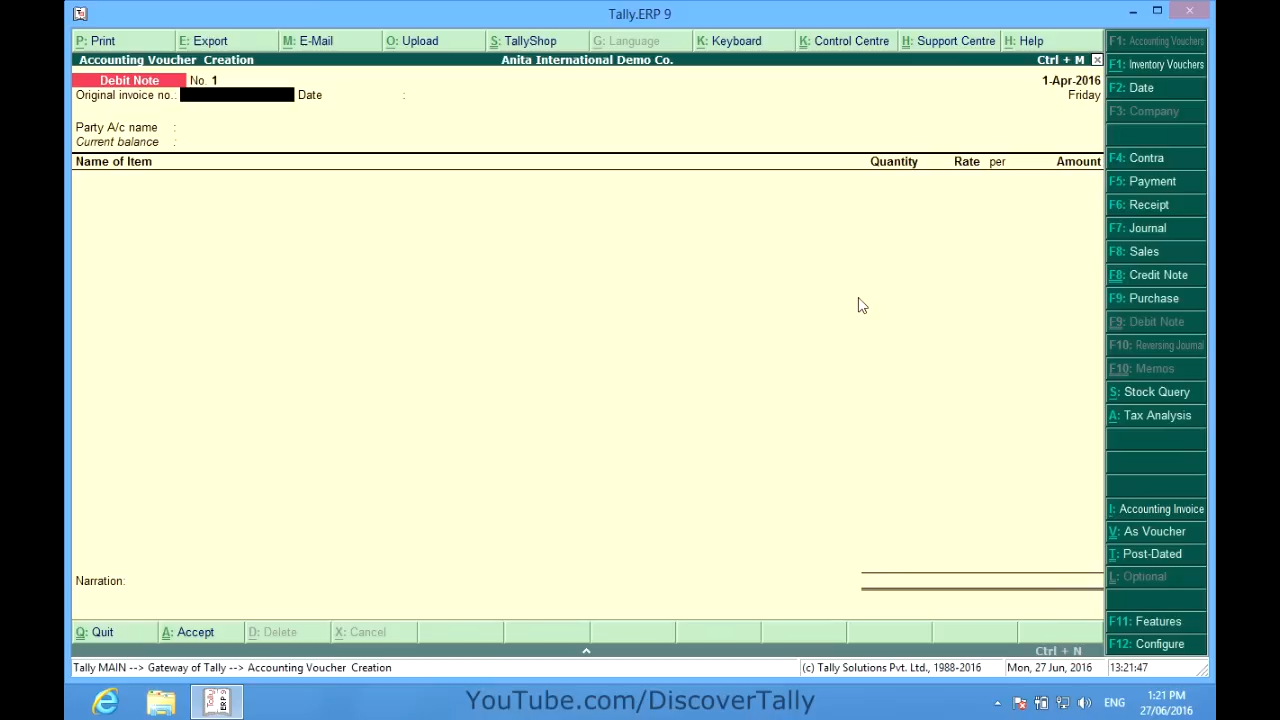 Tally.ERP 9
P: Print E: Export M: E-Mail O: Upload S: TallyShop G: Language K: Keyboard K: Control Centre H: Support Centre H: Help
Accounting Voucher Creation Anita International Demo Co. Ctrl + M
Debit Note No. 1 1-Apr-2016
Original invoice no.: Date : Friday
Party A/c name :
Current balance :
Name of Item Quantity Rate per Amount
Narration:
F1: Accounting Vouchers
F1: Inventory Vouchers
F2: Date
F3: Company
F4: Contra
F5: Payment
F6: Receipt
F7: Journal
F8: Sales
F8: Credit Note
F9: Purchase
F9: Debit Note
F10: Reversing Journal
F10: Memos
S: Stock Query
A: Tax Analysis
I: Accounting Invoice
V: As Voucher
T: Post-Dated
L: Optional
F11: Features
F12: Configure
Q: Quit A: Accept D: Delete X: Cancel
Ctrl + N
Tally MAIN --> Gateway of Tally --> Accounting Voucher Creation (c) Tally Solutions Pvt. Ltd., 1988-2016 Mon, 27 Jun, 2016 13:21:47
Tally ERP 9
YouTube.com/DiscoverTally
ENG
1:21 PM
27/06/2016